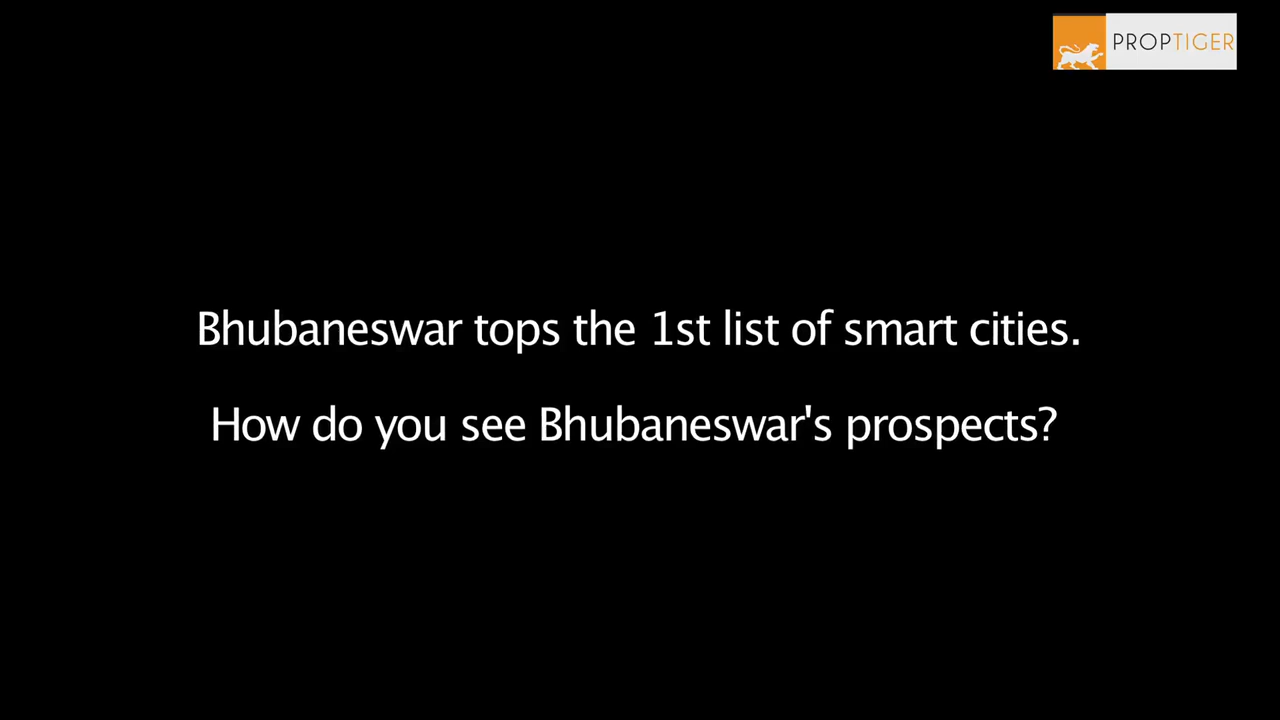 PROPTIGER
Bhubaneswar tops the 1st list of smart cities.
How do you see Bhubaneswar's prospects?